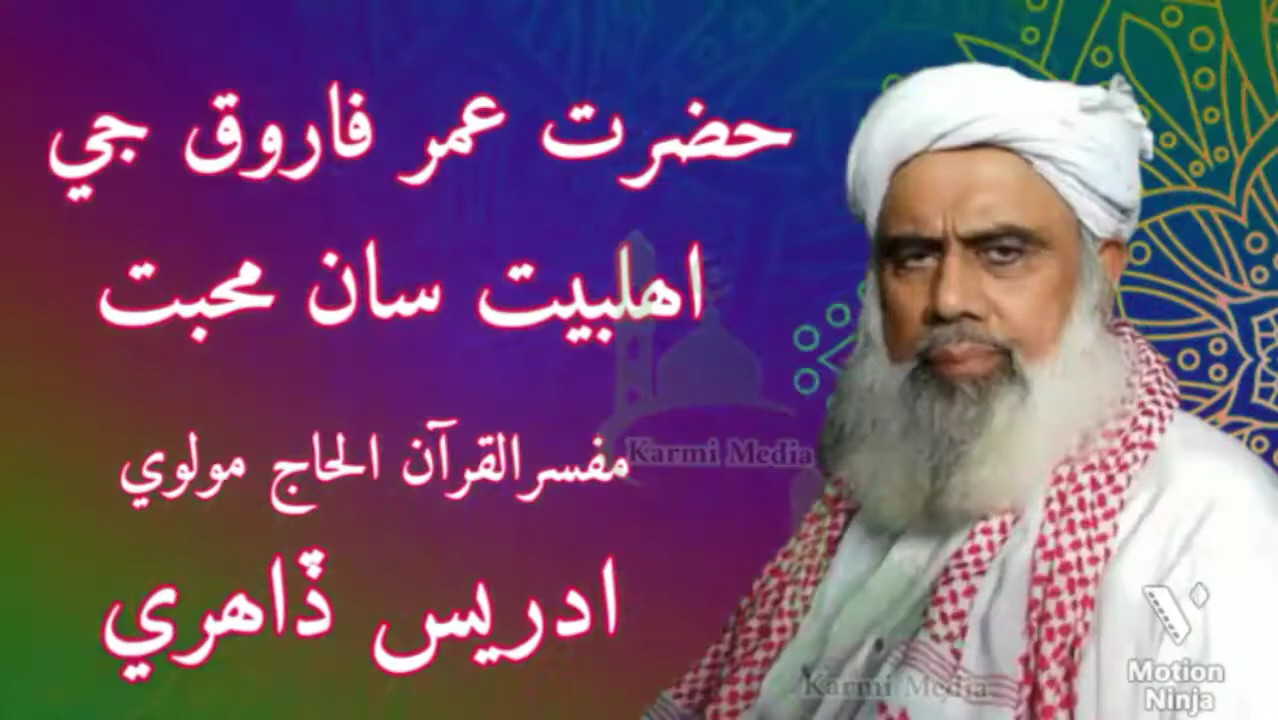 حضرت عمر فاروق جي
اهلبيت سان محبت
مفسرالقرآن الحاج مولوي
ادريس ڏاهري
Karmi Media
Karmi Media
Motion
Ninja